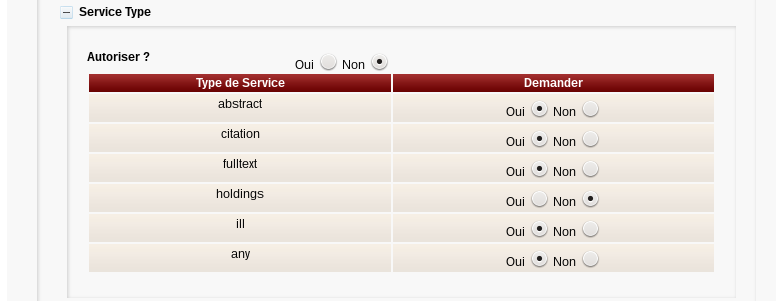 Service Type
Autoriser ?
Oui Non
Type de Service Demander
abstract Oui Non
citation Oui Non
fulltext Oui Non
holdings Oui Non
ill Oui Non
any Oui Non